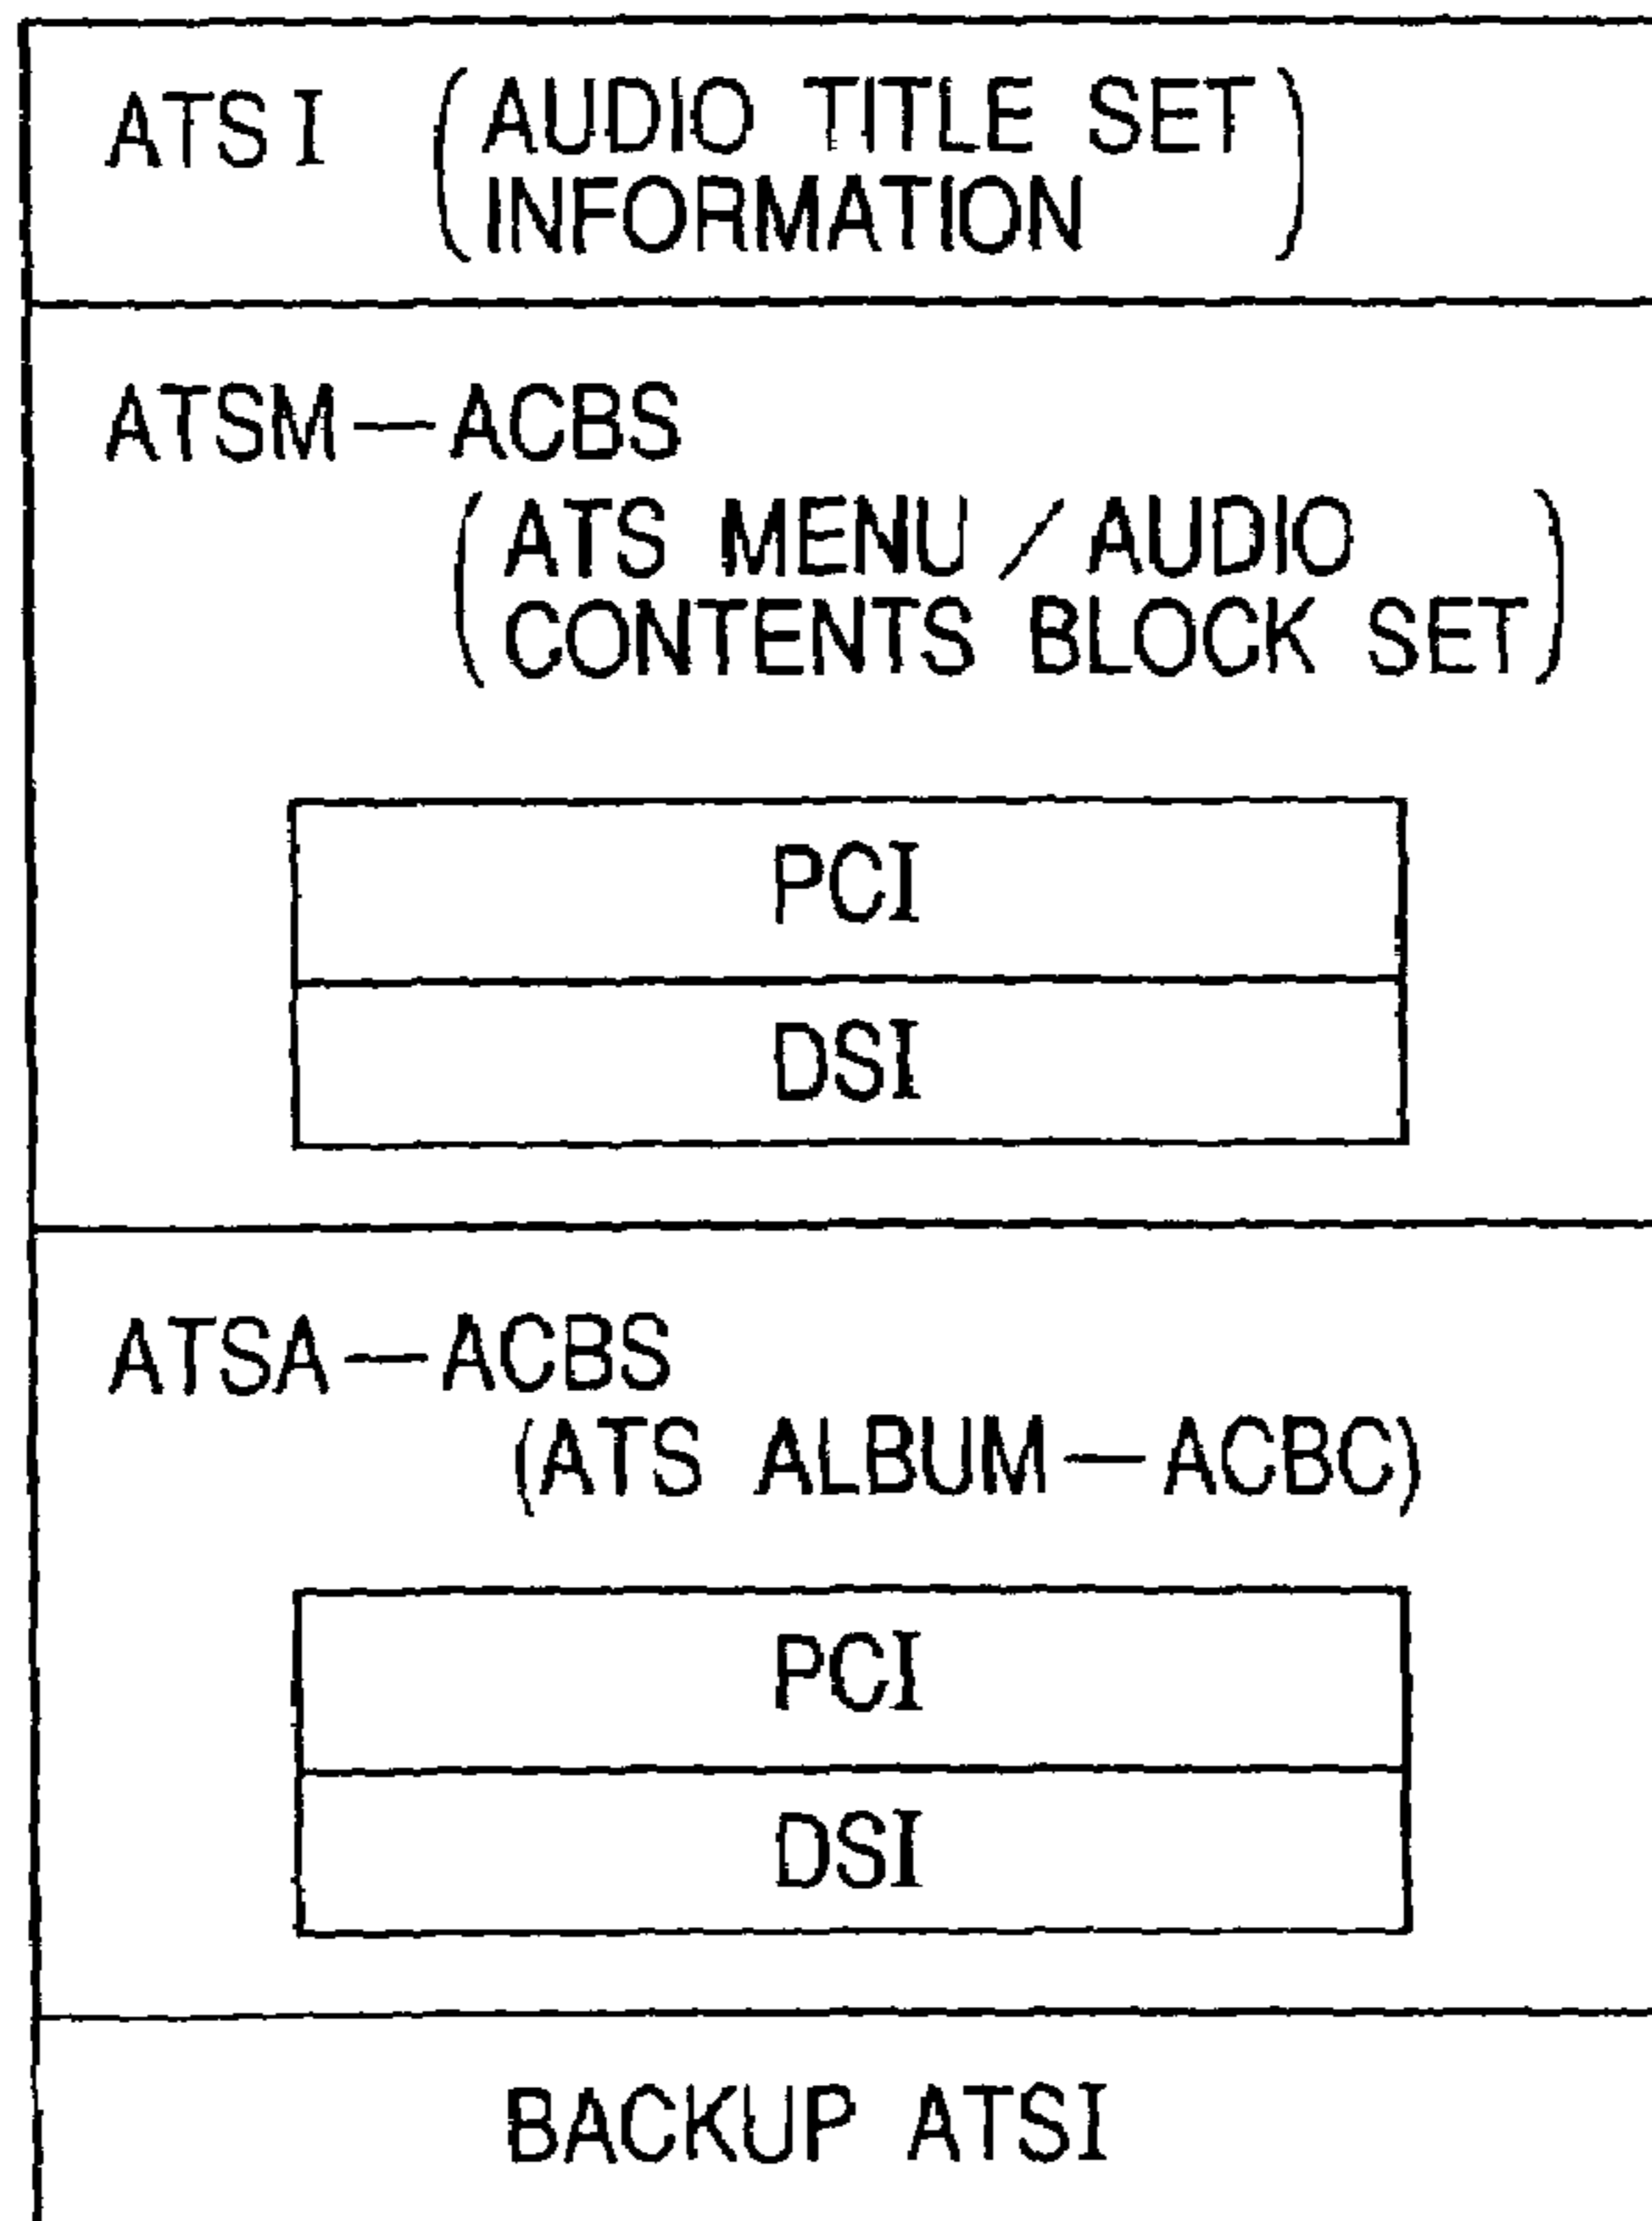 ATSI (AUDIO TITLE SET
INFORMATION)
ATSM—ACBS
(ATS MENU/AUDIO
CONTENTS BLOCK SET)
PCI
DSI
ATSA—ACBS
(ATS ALBUM—ACBC)
PCI
DSI
BACKUP ATSI